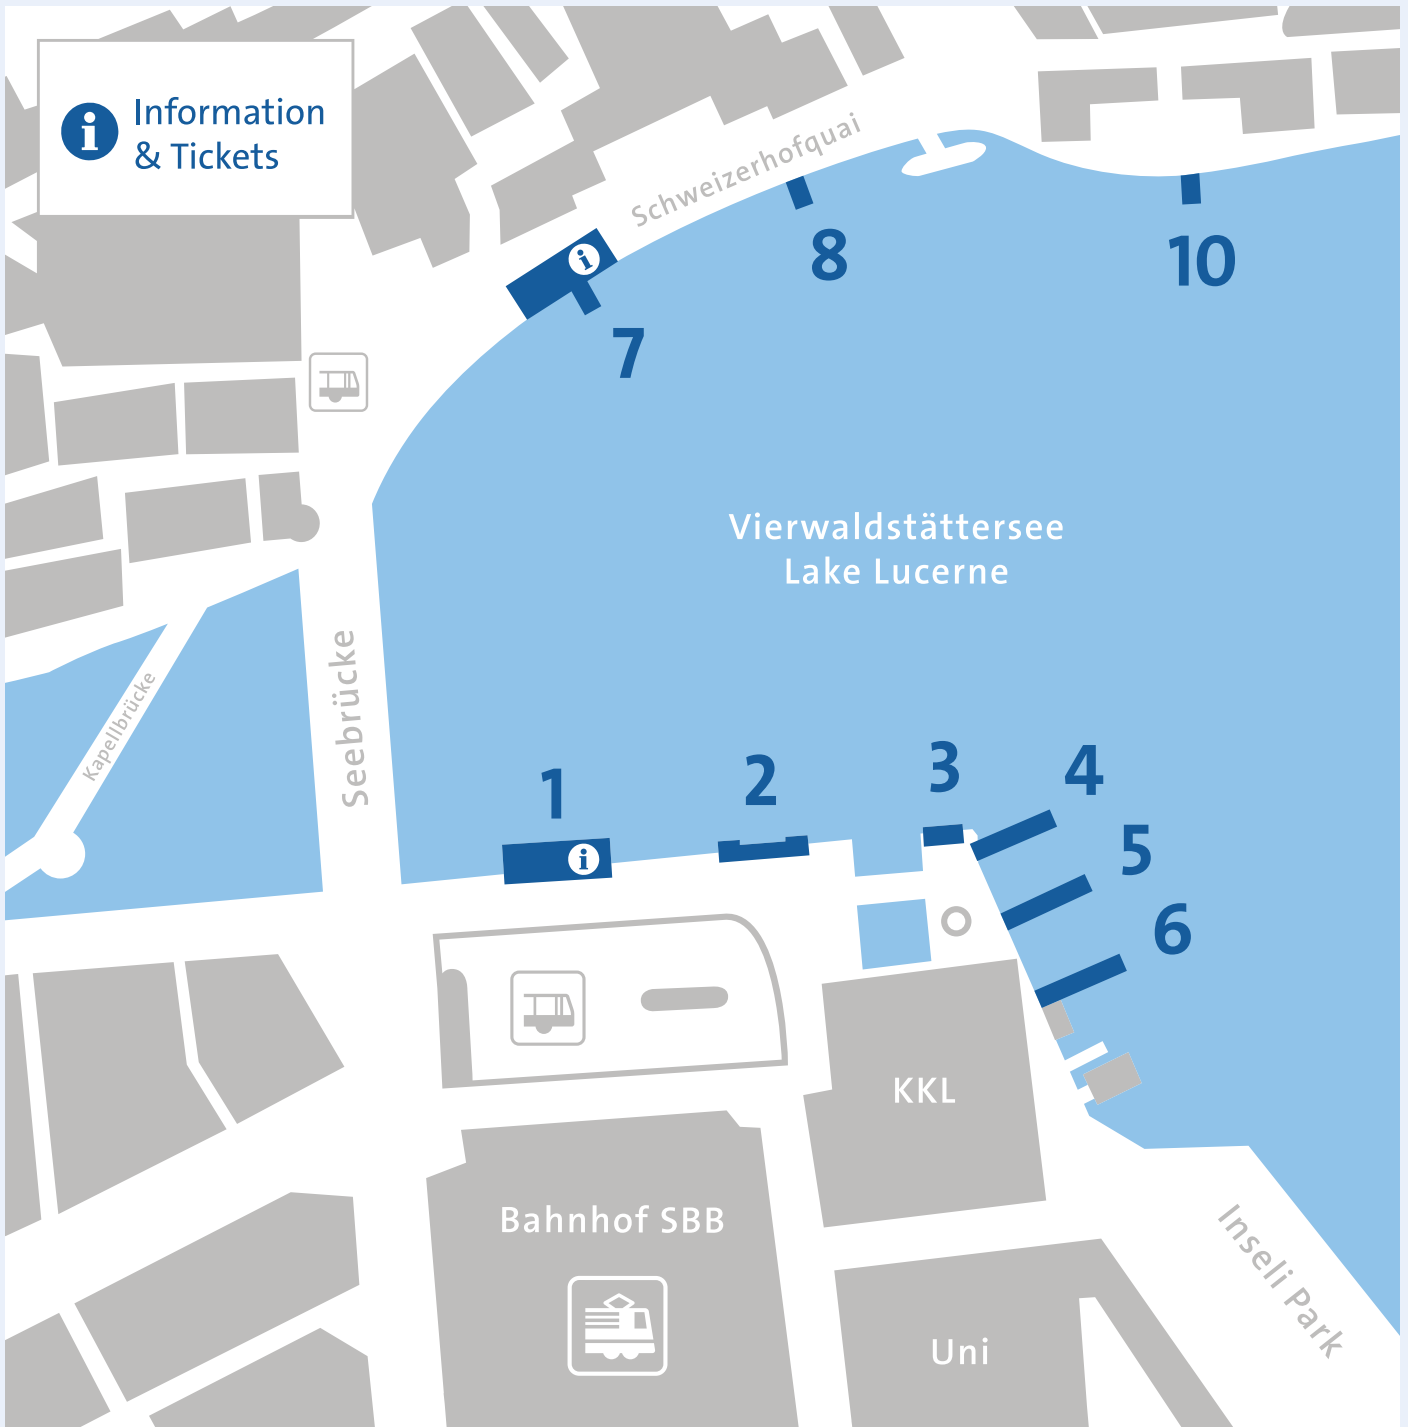 Information
& Tickets
Schweizerhofquai
8
10
7
Vierwaldstättersee
Lake Lucerne
Seebrücke
Kapellbrücke
1
2
3
4
5
6
KKL
Bahnhof SBB
Inseli Park
Uni